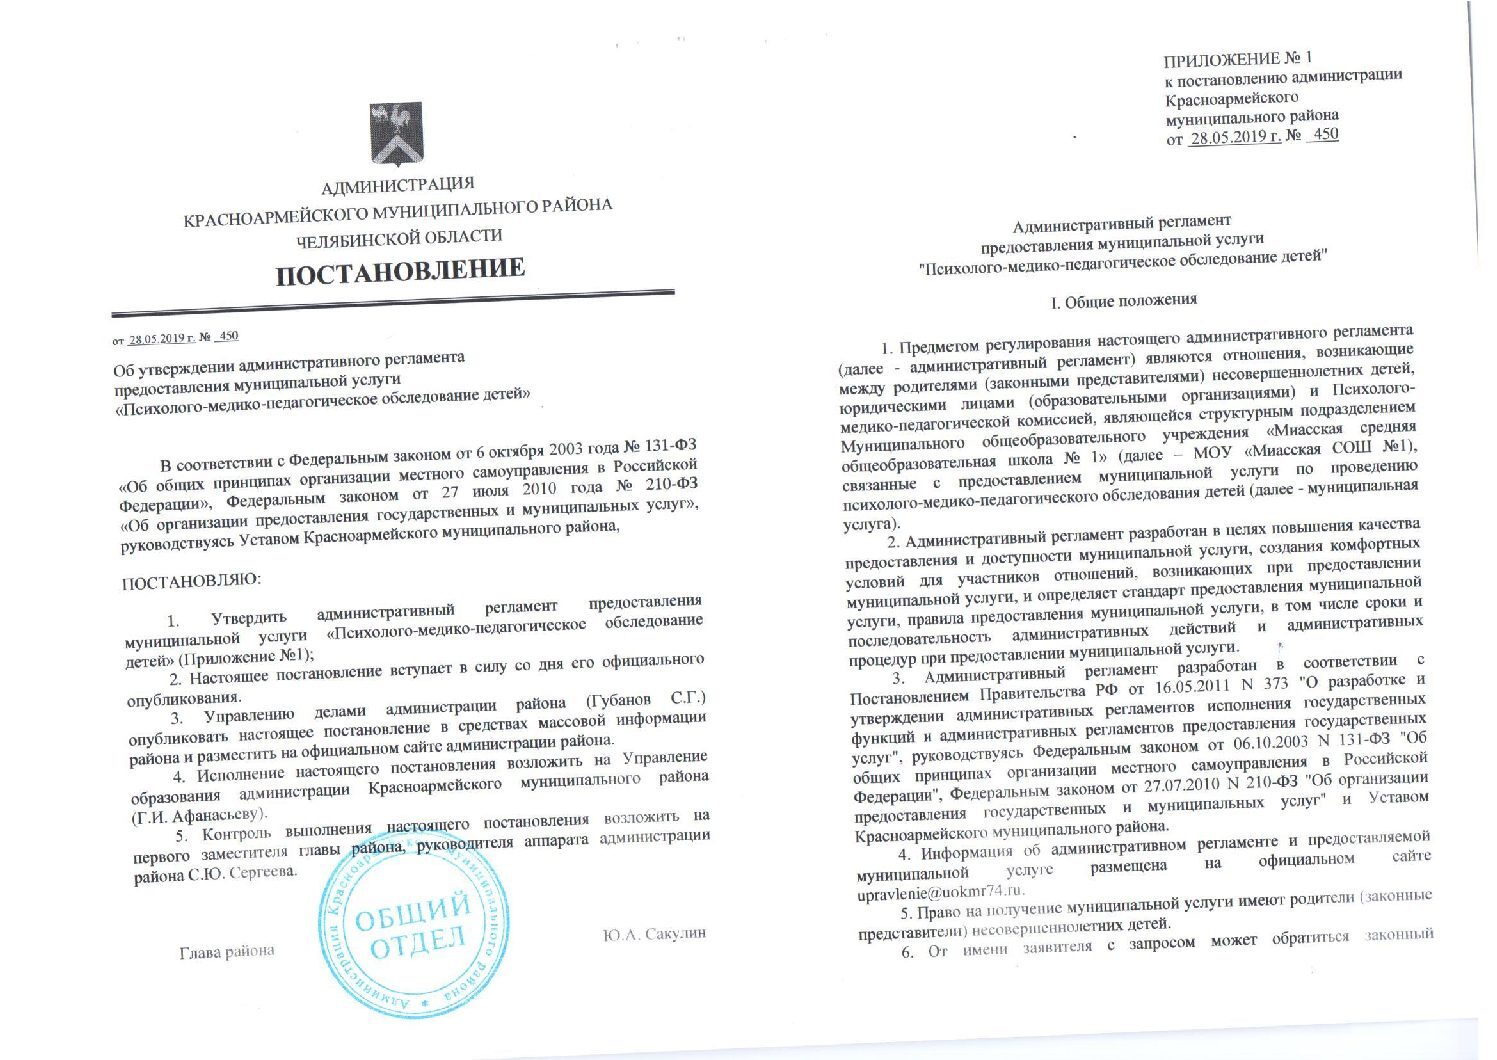 АДМИНИСТРАЦИЯ
КРАСНОАРМЕЙСКОГО МУНИЦИПАЛЬНОГО РАЙОНА
ЧЕЛЯБИНСКОЙ ОБЛАСТИ
ПОСТАНОВЛЕНИЕ
от 28.05.2019 г. № 450
Об утверждении административного регламента
предоставления муниципальной услуги
«Психолого-медико-педагогическое обследование детей»
В соответствии с Федеральным законом от 6 октября 2003 года № 131-ФЗ
«Об общих принципах организации местного самоуправления в Российской
Федерации», Федеральным законом от 27 июля 2010 года № 210-ФЗ
«Об организации предоставления государственных и муниципальных услуг»,
руководствуясь Уставом Красноармейского муниципального района,
ПОСТАНОВЛЯЮ:
1. Утвердить административный регламент предоставления
муниципальной услуги «Психолого-медико-педагогическое обследование
детей» (Приложение №1);
2. Настоящее постановление вступает в силу со дня его официального
опубликования.
3. Управлению делами администрации района (Губанов С.Г.)
опубликовать настоящее постановление в средствах массовой информации
района и разместить на официальном сайте администрации района.
4. Исполнение настоящего постановления возложить на Управление
образования администрации Красноармейского муниципального района
(Г.И. Афанасьеву).
5. Контроль выполнения настоящего постановления возложить на
первого заместителя главы района, руководителя аппарата администрации
района С.Ю. Сергеева.
Глава района
Ю.А. Сакулин
ОБЩИЙ
ОТДЕЛ
Администрация Красноармейского муниципального района
ПРИЛОЖЕНИЕ № 1
к постановлению администрации
Красноармейского
муниципального района
от 28.05.2019 г. № 450
Административный регламент
предоставления муниципальной услуги
"Психолого-медико-педагогическое обследование детей"
I. Общие положения
1. Предметом регулирования настоящего административного регламента
(далее - административный регламент) являются отношения, возникающие
между родителями (законными представителями) несовершеннолетних детей,
юридическими лицами (образовательными организациями) и Психолого-
медико-педагогической комиссией, являющейся структурным подразделением
Муниципального общеобразовательного учреждения «Миасская средняя
общеобразовательная школа № 1» (далее – МОУ «Миасская СОШ №1),
связанные с предоставлением муниципальной услуги по проведению
психолого-медико-педагогического обследования детей (далее - муниципальная
услуга).
2. Административный регламент разработан в целях повышения качества
предоставления и доступности муниципальной услуги, создания комфортных
условий для участников отношений, возникающих при предоставлении
муниципальной услуги, и определяет стандарт предоставления муниципальной
услуги, правила предоставления муниципальной услуги, в том числе сроки и
последовательность административных действий и административных
процедур при предоставлении муниципальной услуги.
3. Административный регламент разработан в соответствии с
Постановлением Правительства РФ от 16.05.2011 N 373 "О разработке и
утверждении административных регламентов исполнения государственных
функций и административных регламентов предоставления государственных
услуг", руководствуясь Федеральным законом от 06.10.2003 N 131-ФЗ "Об
общих принципах организации местного самоуправления в Российской
Федерации", Федеральным законом от 27.07.2010 N 210-ФЗ "Об организации
предоставления государственных и муниципальных услуг" и Уставом
Красноармейского муниципального района.
4. Информация об административном регламенте и предоставляемой
муниципальной услуге размещена на официальном сайте
upravlenie@uokmr74.ru.
5. Право на получение муниципальной услуги имеют родители (законные
представители) несовершеннолетних детей.
6. От имени заявителя с запросом может обратиться законный